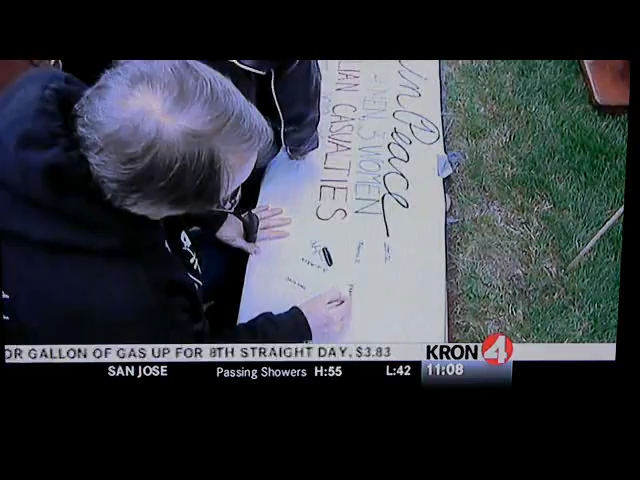 in Peace
MEN, 3 WOMEN
CASUALTIES
OR GALLON OF GAS UP FOR 8TH STRAIGHT DAY, $3.83
KRON 4
SAN JOSE Passing Showers H:55 L:42 11:08